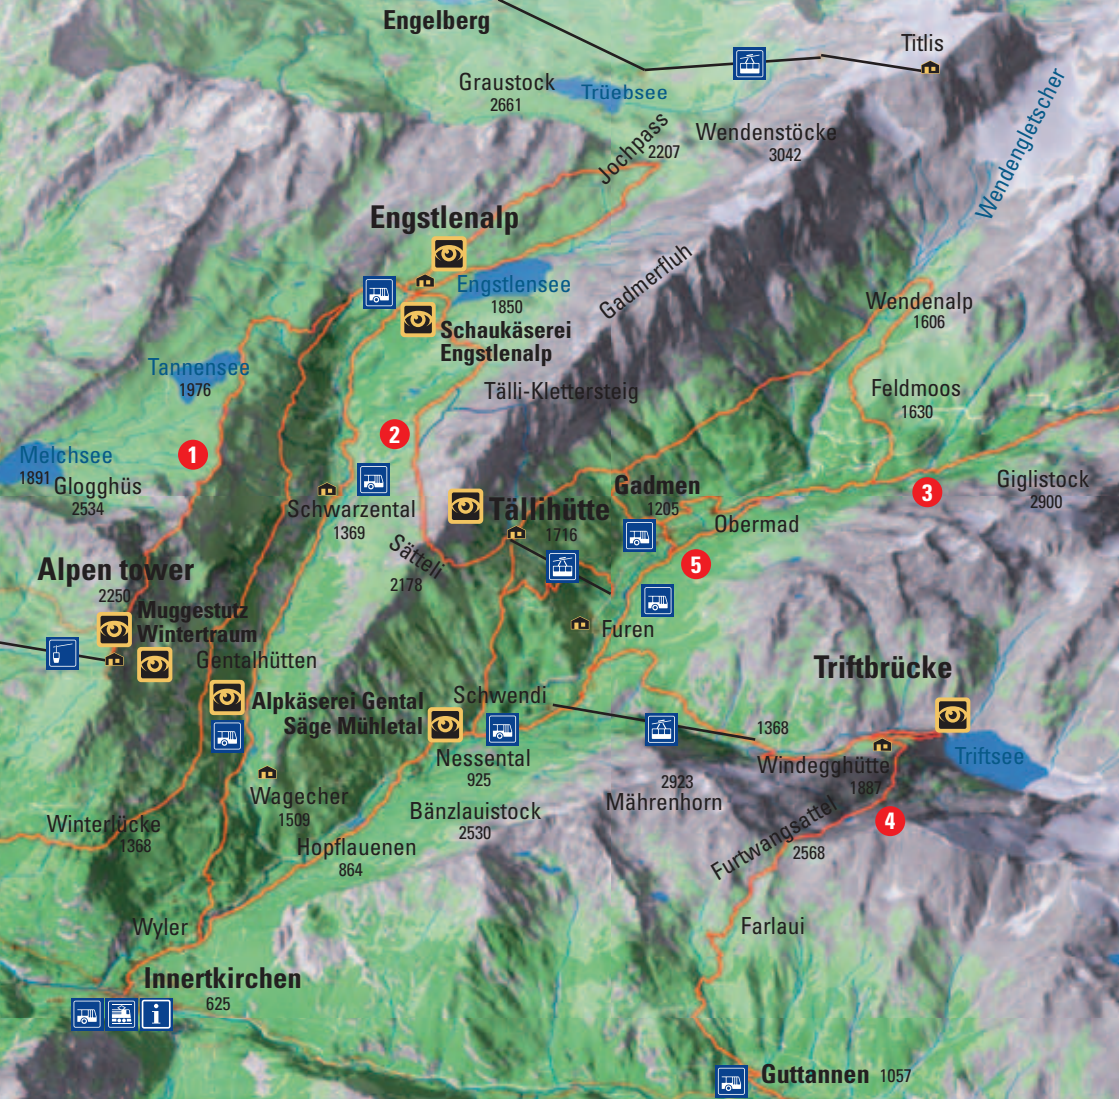 Engelberg
Titlis
Graustock
2661
Trüebsee
Wendengletscher
Jochpass
2207
Wendenstöcke
3042
Engstlenalp
Engstlensee
1850
Gadmerfluh
Schaukäserei
Engstlenalp
Wendenalp
1606
Tannensee
1976
Tälli-Klettersteig
Feldmoos
1630
2
1
Melchsee
1891
Glogghüs
2534
Schwarzental
1369
Tällihütte
1716
Gadmen
1205
Obermad
3
Giglistock
2900
Sätteli
2178
5
Alpen tower
2250
Muggestutz
Wintertraum
Gentalhütten
Furen
Triftbrücke
Alpkäserei Gental
Säge Mühletal
Schwendi
Nessental
925
1368
Windegghütte
1887
Triftsee
2923
Mährenhorn
Wagecher
1509
Bänzlauistock
2530
Winterlücke
1368
Hopflauenen
864
Furtwangsattel
2568
4
Wyler
Farlaui
Innertkirchen
625
i
Guttannen 1057